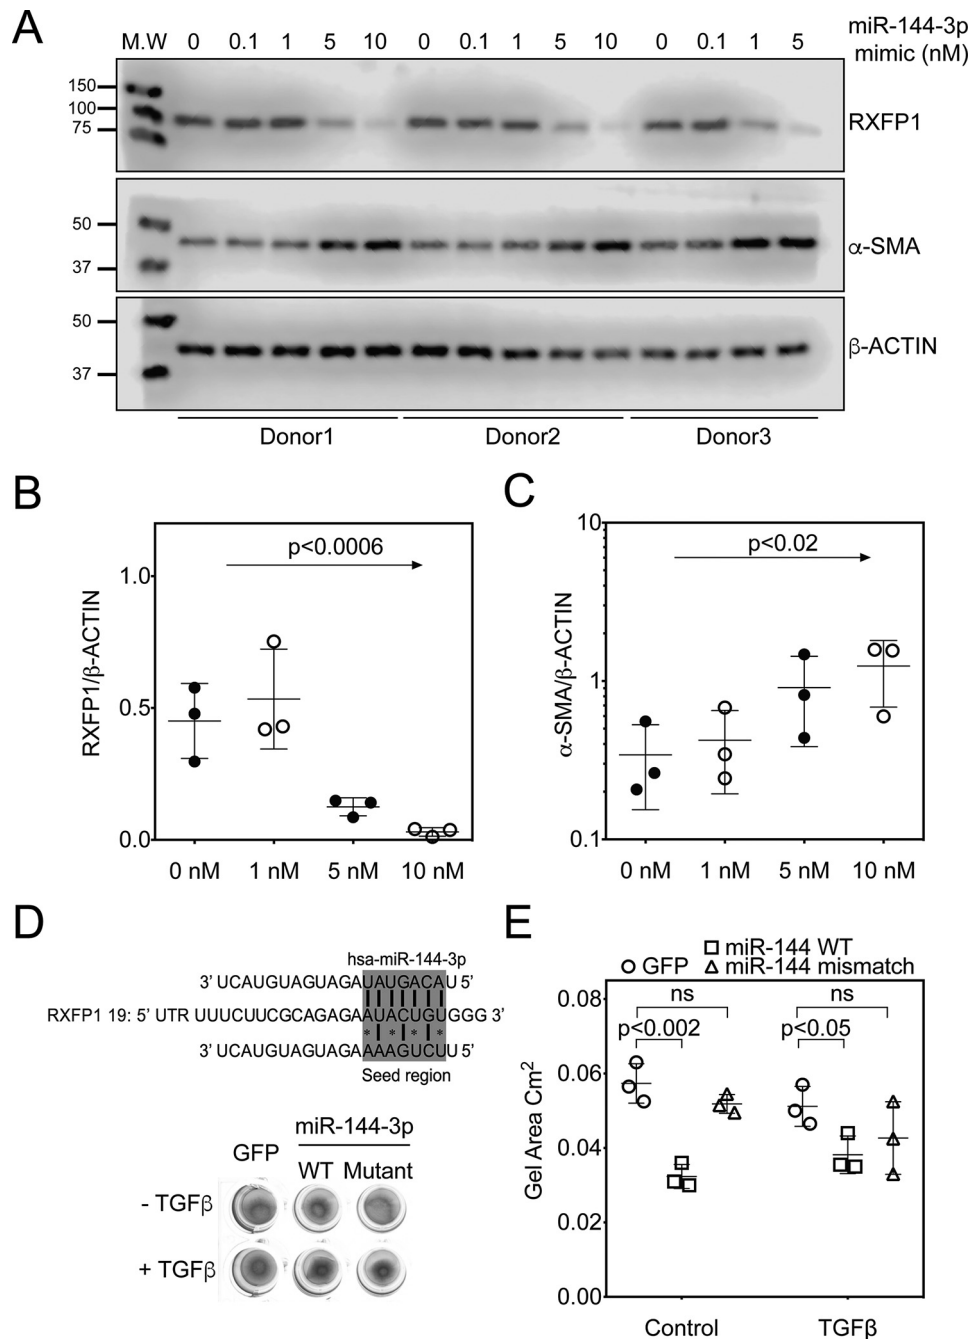 A
M.W 0 0.1 1 5 10 0 0.1 1 5 10 0 0.1 1 5 miR-144-3p
mimic (nM)
150
100
75
RXFP1
50
37
α-SMA
50
37
β-ACTIN
Donor1 Donor2 Donor3
B
p<0.0006
RXFP1/β-ACTIN
1.0
0.5
0.0
0 nM 1 nM 5 nM 10 nM
C
p<0.02
α-SMA/β-ACTIN
10
1
0.1
0 nM 1 nM 5 nM 10 nM
D
hsa-miR-144-3p
3' UCAUGUAGUAGAUAUGACAU 5'
RXFP1 19: 5' UTR UUUCUUCGCAGAGAAUACUGUGGG 3'
* * * *
3' UCAUGUAGUAGAAAAGUCUU 5'
Seed region
miR-144-3p
GFP
WT Mutant
- TGFβ
+ TGFβ
E
miR-144 WT
GFP miR-144 mismatch
0.08
0.06
0.04
0.02
0.00
Gel Area Cm2
ns
p<0.002
ns
p<0.05
Control TGFβ